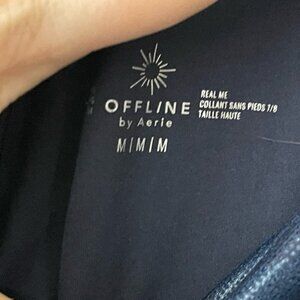 OFFLINE
by Aerie
M|M|M
REAL ME
COLLANT SANS PIEDS 7/8
TAILLE HAUTE